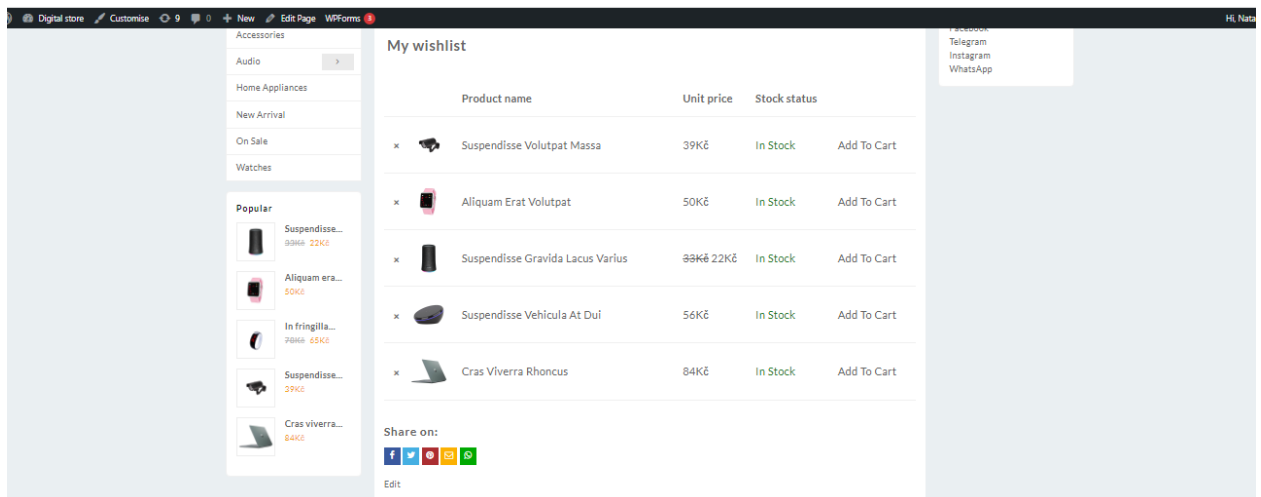 Digital store Customise 9 0 + New Edit Page WPForms 3 Hi, Nata
Accessories
Audio
Home Appliances
New Arrival
On Sale
Watches
Popular
Suspendisse...
33Kč 22Kč
Aliquam era...
50Kč
In fringilla...
78Kč 65Kč
Suspendisse...
39Kč
Cras viverra...
84Kč
My wishlist
Product name Unit price Stock status
× Suspendisse Volutpat Massa 39Kč In Stock Add To Cart
× Aliquam Erat Volutpat 50Kč In Stock Add To Cart
× Suspendisse Gravida Lacus Varius 33Kč 22Kč In Stock Add To Cart
× Suspendisse Vehicula At Dui 56Kč In Stock Add To Cart
× Cras Viverra Rhoncus 84Kč In Stock Add To Cart
Share on:
Edit
Facebook
Telegram
Instagram
WhatsApp